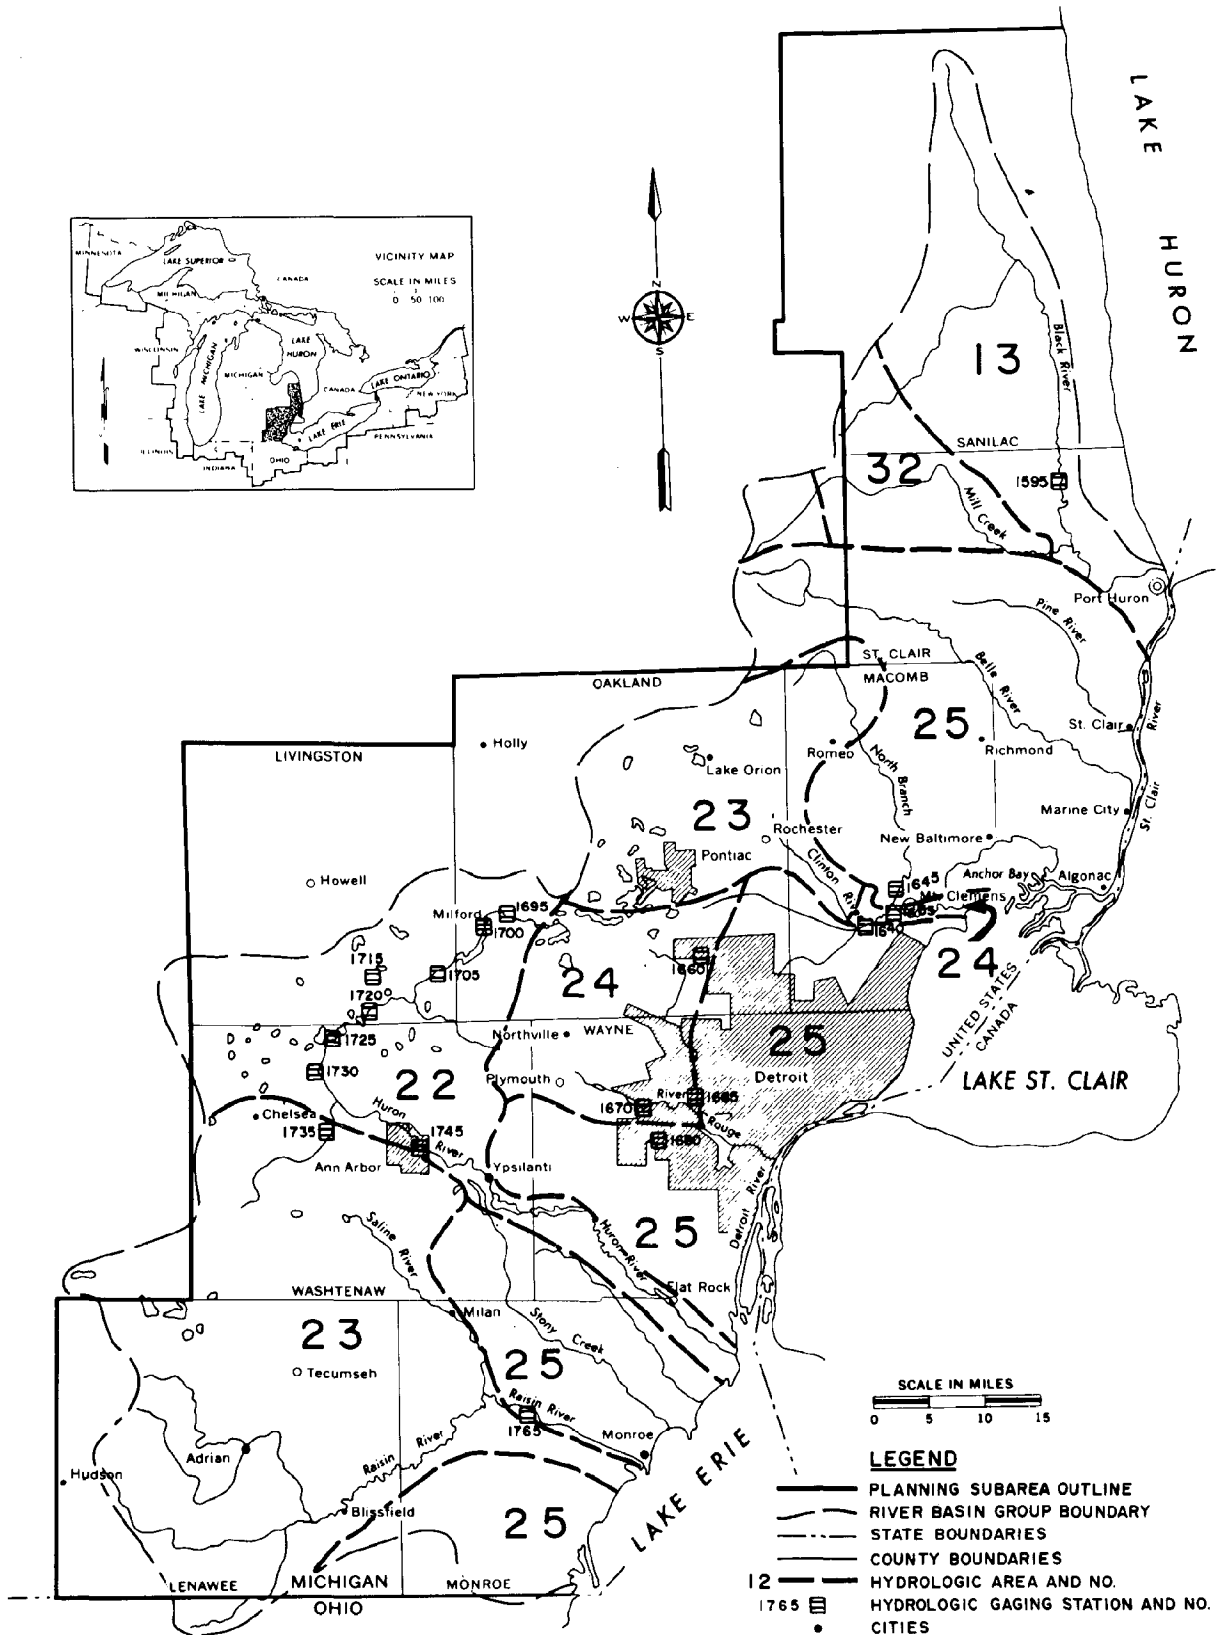 LAKE
HURON
MINNESOTA
LAKE SUPERIOR
CANADA
VICINITY MAP
SCALE IN MILES
0 50 100
MICHIGAN
WISCONSIN
LAKE MICHIGAN
MICHIGAN
LAKE
HURON
CANADA
LAKE ONTARIO
NEW YORK
LAKE ERIE
PENNSYLVANIA
ILLINOIS
INDIANA
OHIO
N
W E
S
Black River
13
SANILAC
32
1595
Mill Creek
Port Huron
Pine River
ST. CLAIR
MACOMB
OAKLAND
Belle River
25
St. Clair
Richmond
LIVINGSTON
Holly
Romeo
Lake Orion
North Branch
St. Clair River
Marine City
23
Rochester
New Baltimore
Pontiac
Clinton
Anchor Bay
Algonac
Howell
1645
Mt. Clemens
Milford
1695
1700
1640
1715
1705
24
1660
24
1720
UNITED STATES
CANADA
1725
Northville
WAYNE
25
1730
22
Plymouth
Detroit
LAKE ST. CLAIR
Huron River
1670
River Rouge
1665
Chelsea
1735
1745
1680
Ann Arbor
Ypsilanti
Saline River
Detroit River
25
Huron River
Flat Rock
WASHTENAW
Milan
Stony Creek
23
25
Tecumseh
SCALE IN MILES
0 5 10 15
Raisin River
1765
Monroe
Adrian
Raisin River
Hudson
LAKE ERIE
Blissfield
25
LENAWEE
MICHIGAN
MONROE
OHIO
LEGEND
PLANNING SUBAREA OUTLINE
RIVER BASIN GROUP BOUNDARY
STATE BOUNDARIES
COUNTY BOUNDARIES
12 HYDROLOGIC AREA AND NO.
1765 HYDROLOGIC GAGING STATION AND NO.
CITIES